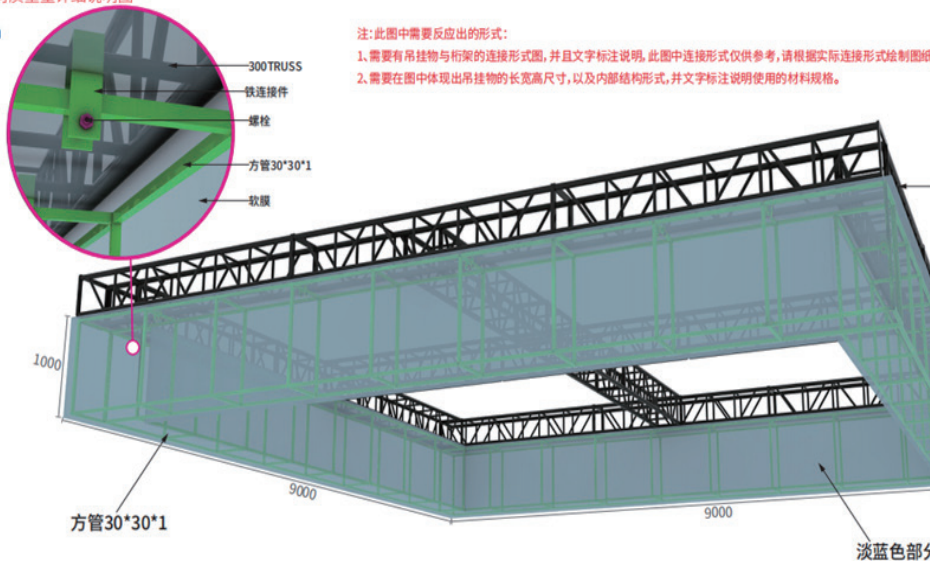 注:此图中需要反应出的形式:
1、需要有吊挂物与桁架的连接形式图,并且文字标注说明,此图中连接形式仅供参考,请根据实际连接形式绘制图纸
2、需要在图中体现出吊挂物的长宽高尺寸,以及内部结构形式,并文字标注说明使用的材料规格。
300TRUSS
铁连接件
螺栓
方管30*30*1
软膜
1000
9000
9000
方管30*30*1
淡蓝色部分